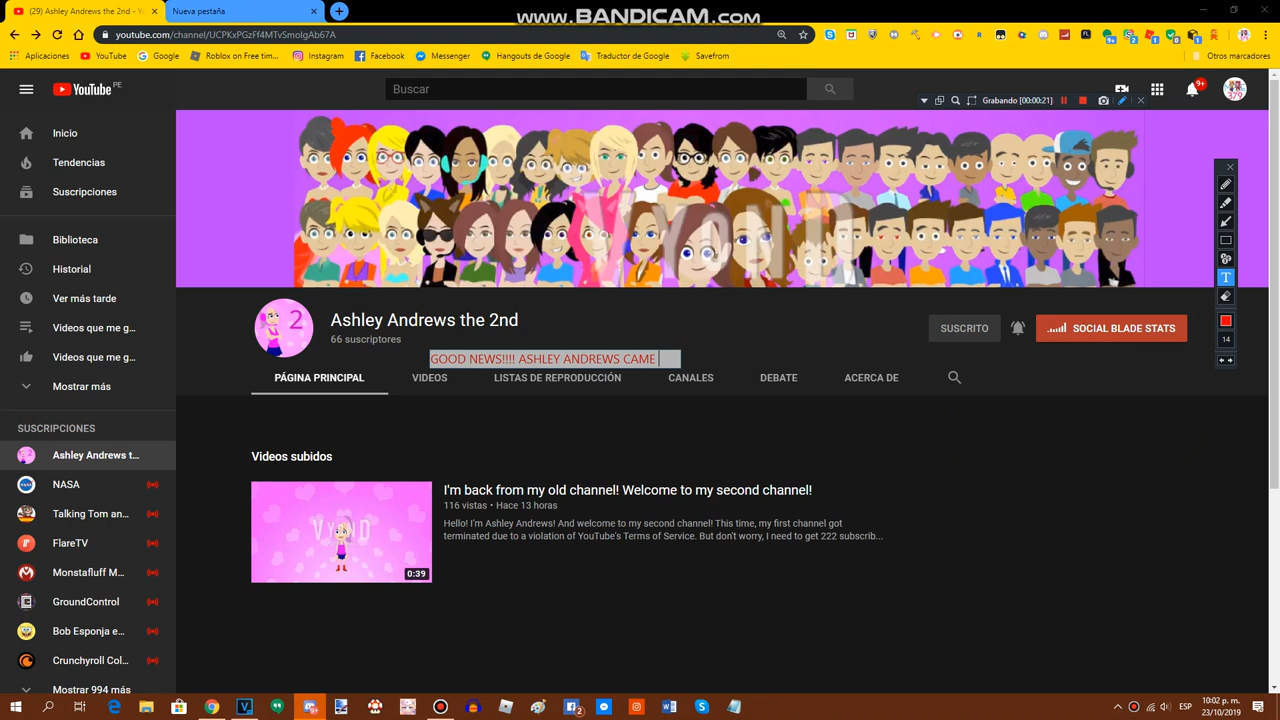 www.BANDICAM.com
(29) Ashley Andrews the 2nd - Yo
Nueva pestaña
youtube.com/channel/UCPKxPGzFf4MTvSmoIgAb67A
Aplicaciones
YouTube
Google
Roblox on Free tim...
Instagram
Facebook
Messenger
Hangouts de Google
Traductor de Google
Savefrom
Otros marcadores
YouTube PE
Buscar
9+
Grabando [00:00:21]
Inicio
Tendencias
Suscripciones
Biblioteca
Historial
Ver más tarde
Videos que me g...
Videos que me g...
Mostrar más
SUSCRIPCIONES
Ashley Andrews t...
NASA
Talking Tom an...
FlareTV
Monstafluff M...
GroundControl
Bob Esponja e...
Crunchyroll Col...
Mostrar 994 más
VYOND
2
Ashley Andrews the 2nd
66 suscriptores
SUSCRITO
SOCIAL BLADE STATS
GOOD NEWS!!!! ASHLEY ANDREWS CAME
PÁGINA PRINCIPAL
VIDEOS
LISTAS DE REPRODUCCIÓN
CANALES
DEBATE
ACERCA DE
T
14
Videos subidos
VYOND
0:39
I'm back from my old channel! Welcome to my second channel!
116 vistas • Hace 13 horas
Hello! I'm Ashley Andrews! And welcome to my second channel! This time, my first channel got
terminated due to a violation of YouTube's Terms of Service. But don't worry, I need to get 222 subscrib...
ESP
10:02 p. m.
23/10/2019